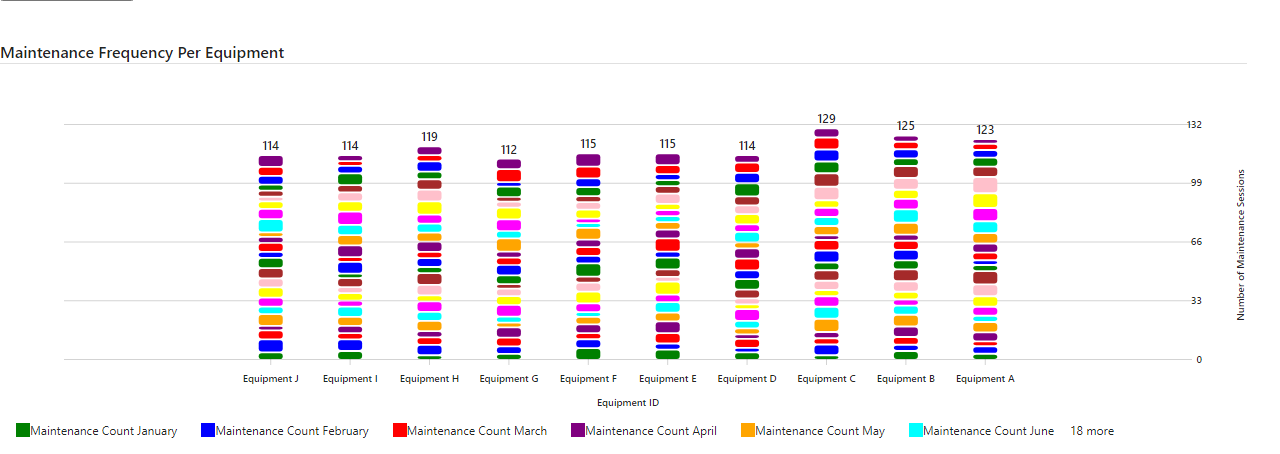 Maintenance Frequency Per Equipment
114 114 119 112 115 115 114 129 125 123
132
99
66
33
0
Number of Maintenance Sessions
Equipment J Equipment I Equipment H Equipment G Equipment F Equipment E Equipment D Equipment C Equipment B Equipment A
Equipment ID
Maintenance Count January Maintenance Count February Maintenance Count March Maintenance Count April Maintenance Count May Maintenance Count June 18 more